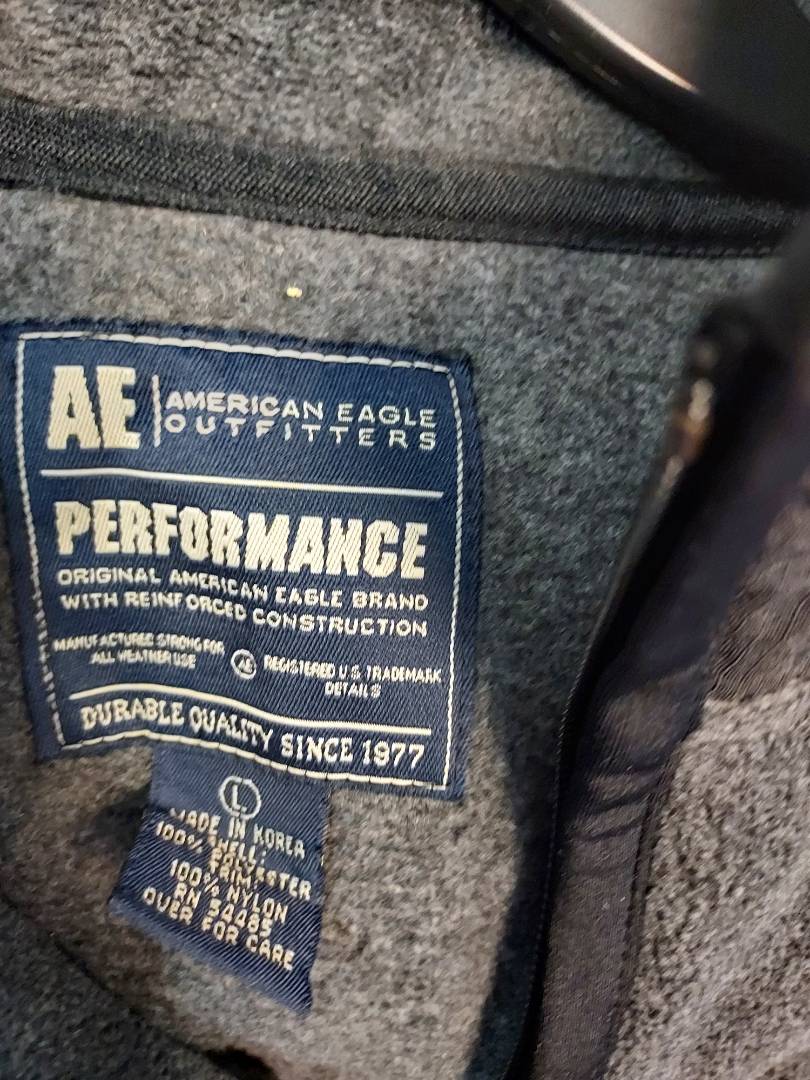 AE
AMERICAN EAGLE
OUTFITTERS
PERFORMANCE
ORIGINAL AMERICAN EAGLE BRAND
WITH REINFORCED CONSTRUCTION
MANUFACTURED STRONG FOR
ALL WEATHER USE
AE
REGISTERED U.S. TRADEMARK
DETAILS
DURABLE QUALITY SINCE 1977
L
MADE IN KOREA
SHELL:
100% POLYESTER
TRIM:
100% NYLON
RN 54485
OVER FOR CARE